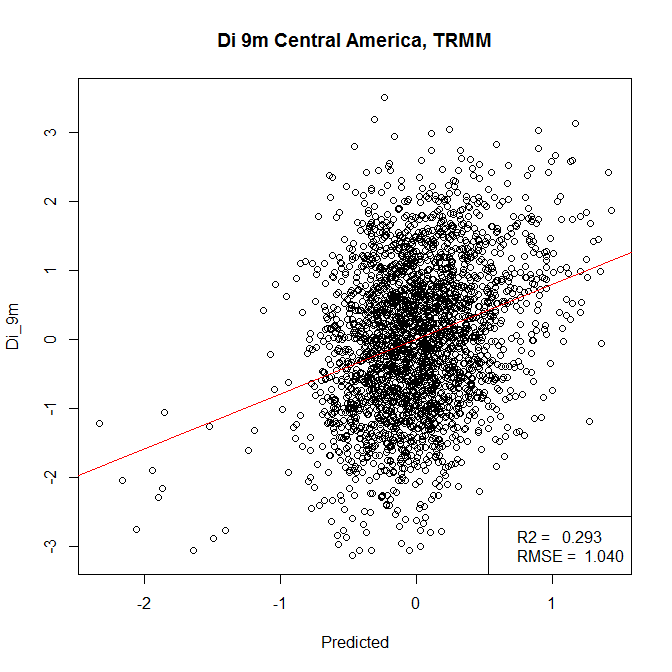 Di 9m Central America, TRMM
Di_9m
3
2
1
0
-1
-2
-3
R2 = 0.293
RMSE = 1.040
-2
-1
0
1
Predicted